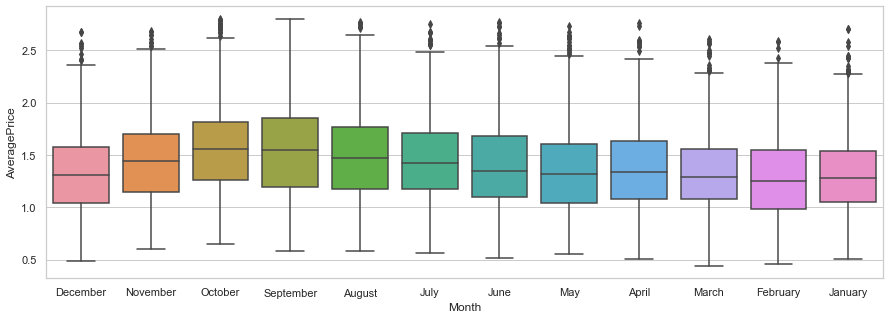 AveragePrice
2.5
2.0
1.5
1.0
0.5
December November October September August July June May April March February January
Month